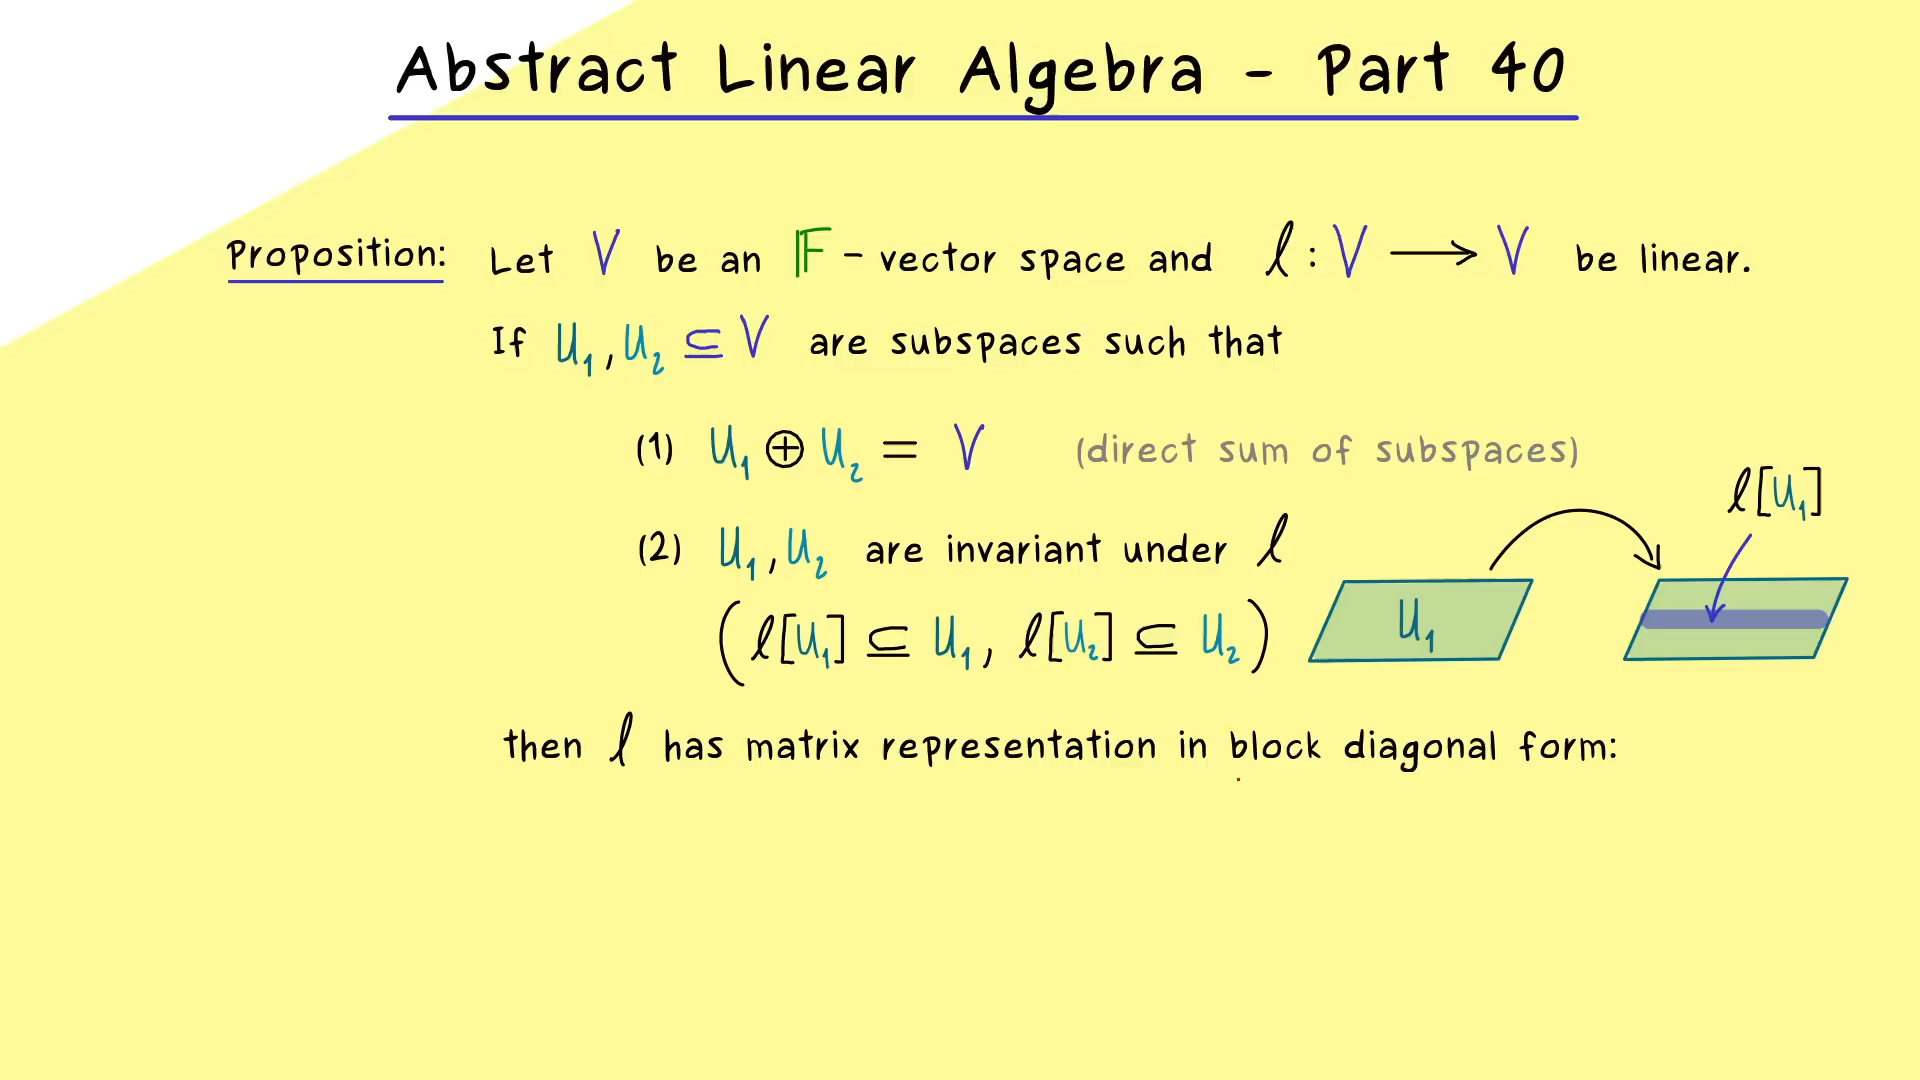 Abstract Linear Algebra - Part 40
Proposition: Let V be an 𝔽 - vector space and ℓ : V ⟶ V be linear.
If U₁, U₂ ⊆ V are subspaces such that
(1) U₁ ⊕ U₂ = V (direct sum of subspaces)
ℓ[U₁]
(2) U₁, U₂ are invariant under ℓ
(ℓ[U₁] ⊆ U₁, ℓ[U₂] ⊆ U₂)
U₁
then ℓ has matrix representation in block diagonal form: